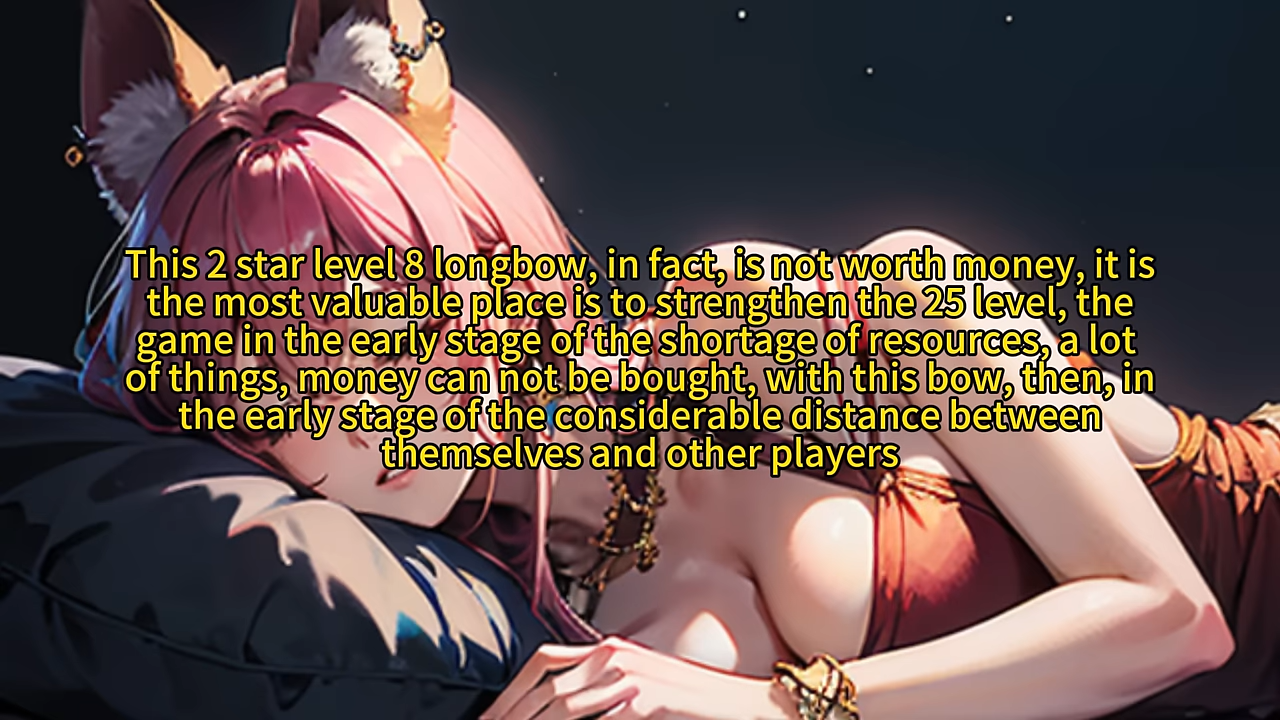 This 2 star level 8 longbow, in fact, is not worth money, it is
the most valuable place is to strengthen the 25 level, the
game in the early stage of the shortage of resources, a lot
of things, money can not be bought, with this bow, then, in
the early stage of the considerable distance between
themselves and other players